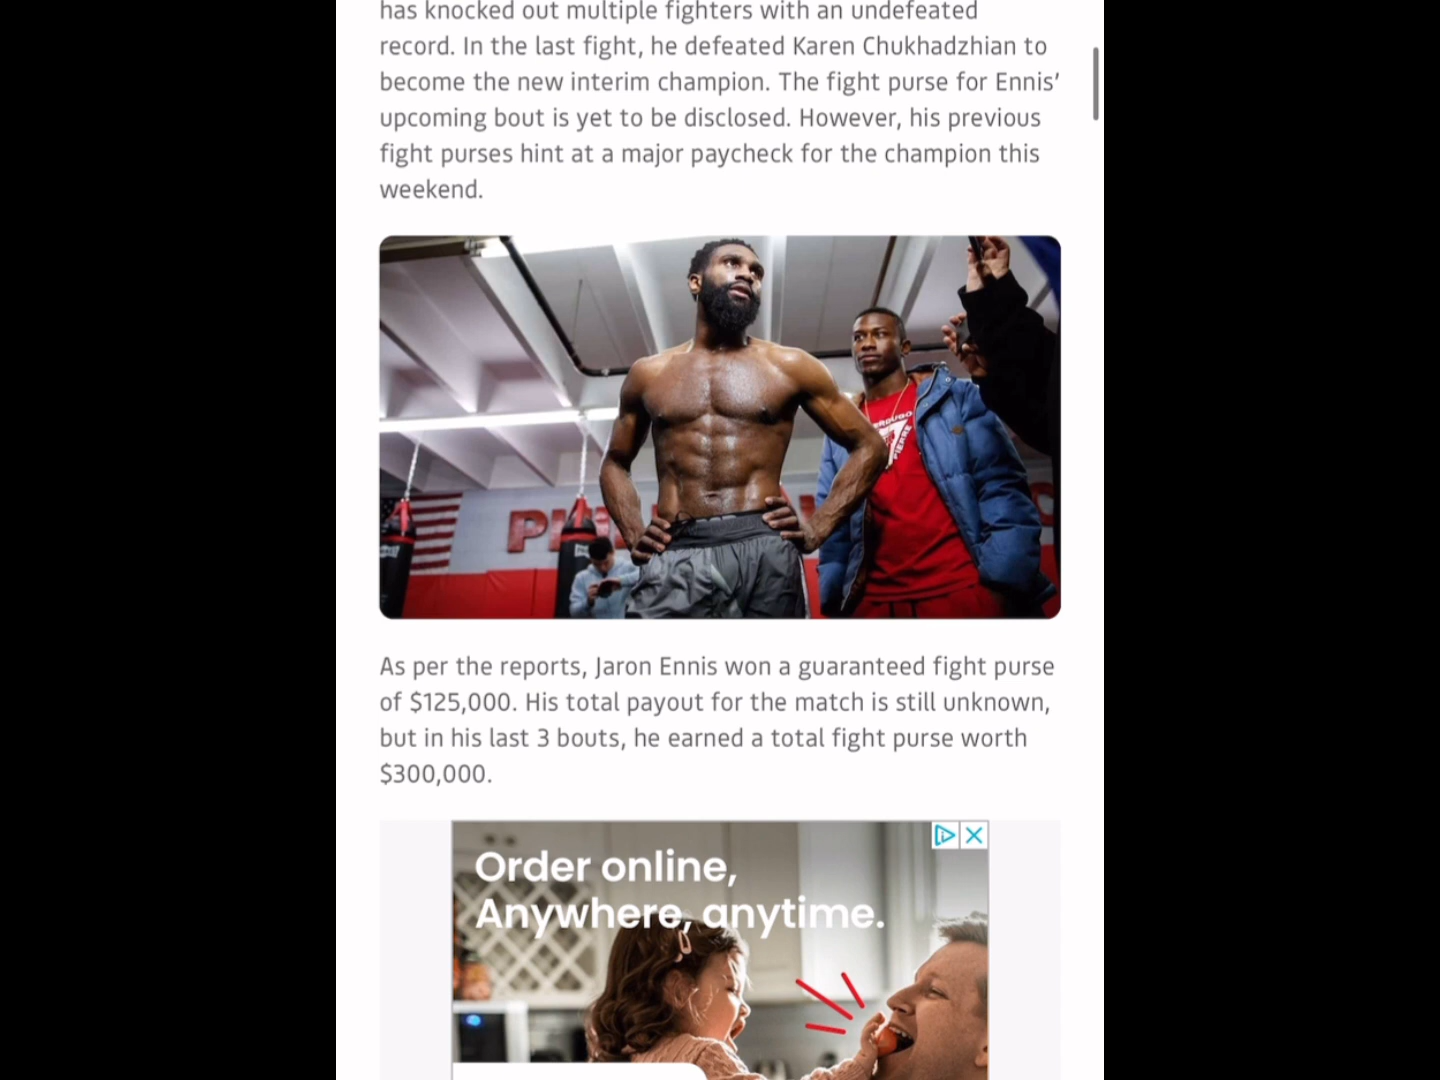 has knocked out multiple fighters with an undefeated
record. In the last fight, he defeated Karen Chukhadzhian to
become the new interim champion. The fight purse for Ennis’
upcoming bout is yet to be disclosed. However, his previous
fight purses hint at a major paycheck for the champion this
weekend.
PIERRE
As per the reports, Jaron Ennis won a guaranteed fight purse
of $125,000. His total payout for the match is still unknown,
but in his last 3 bouts, he earned a total fight purse worth
$300,000.
Order online,
Anywhere, anytime.